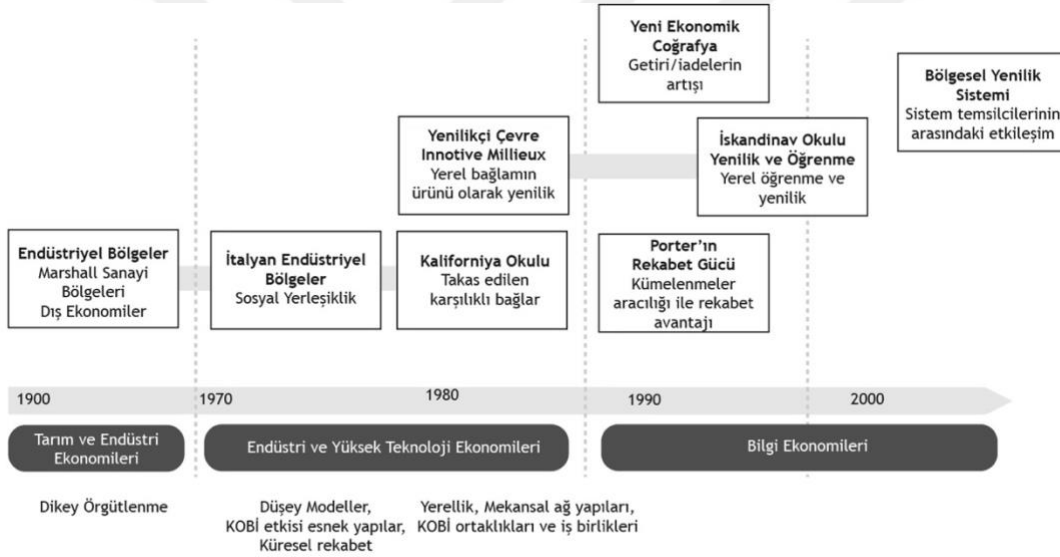 Yeni Ekonomik
Coğrafya
Getiri/iadelerin
artışı
Bölgesel Yenilik
Sistemi
Sistem temsilcilerinin
arasındaki etkileşim
Yenilikçi Çevre
Innotive Millieux
Yerel bağlamın
ürünü olarak yenilik
İskandinav Okulu
Yenilik ve Öğrenme
Yerel öğrenme ve
yenilik
Endüstriyel Bölgeler
Marshall Sanayi
Bölgeleri
Dış Ekonomiler
İtalyan Endüstriyel
Bölgeler
Sosyal Yerleşiklik
Kaliforniya Okulu
Takas edilen
karşılıklı bağlar
Porter’ın
Rekabet Gücü
Kümelenmeler
aracılığı ile rekabet
avantajı
1900
1970
1980
1990
2000
Tarım ve Endüstri
Ekonomileri
Endüstri ve Yüksek Teknoloji Ekonomileri
Bilgi Ekonomileri
Dikey Örgütlenme
Düşey Modeller,
KOBİ etkisi esnek yapılar,
Küresel rekabet
Yerellik, Mekansal ağ yapıları,
KOBİ ortaklıkları ve iş birlikleri